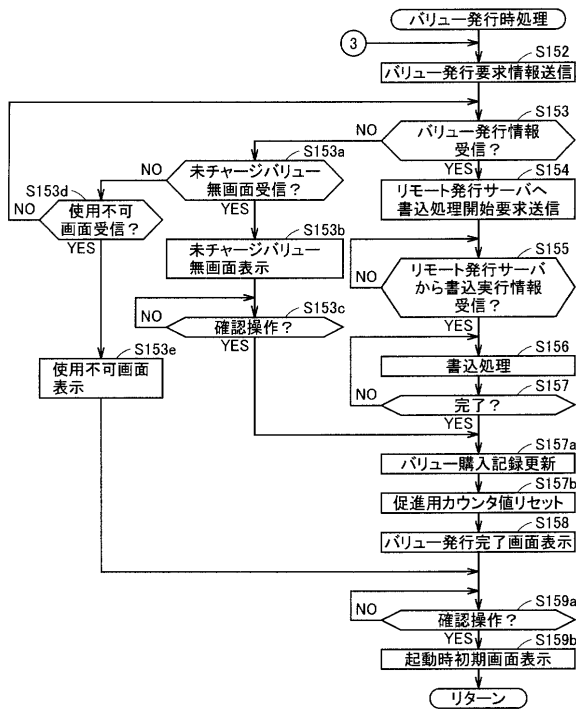 バリュー発行時処理
3
S152
バリュー発行要求情報送信
S153
バリュー発行情報
受信？
NO
YES
S153a
未チャージバリュー
無画面受信？
NO
YES
S153d
使用不可
画面受信？
NO
YES
S154
リモート発行サーバへ
書込処理開始要求送信
S153b
未チャージバリュー
無画面表示
S155
リモート発行サーバ
から書込実行情報
受信？
NO
YES
S153c
確認操作？
NO
YES
S153e
使用不可画面
表示
S156
書込処理
S157
完了？
NO
YES
S157a
バリュー購入記録更新
S157b
促進用カウンタ値リセット
S158
バリュー発行完了画面表示
S159a
確認操作？
NO
YES
S159b
起動時初期画面表示
リターン